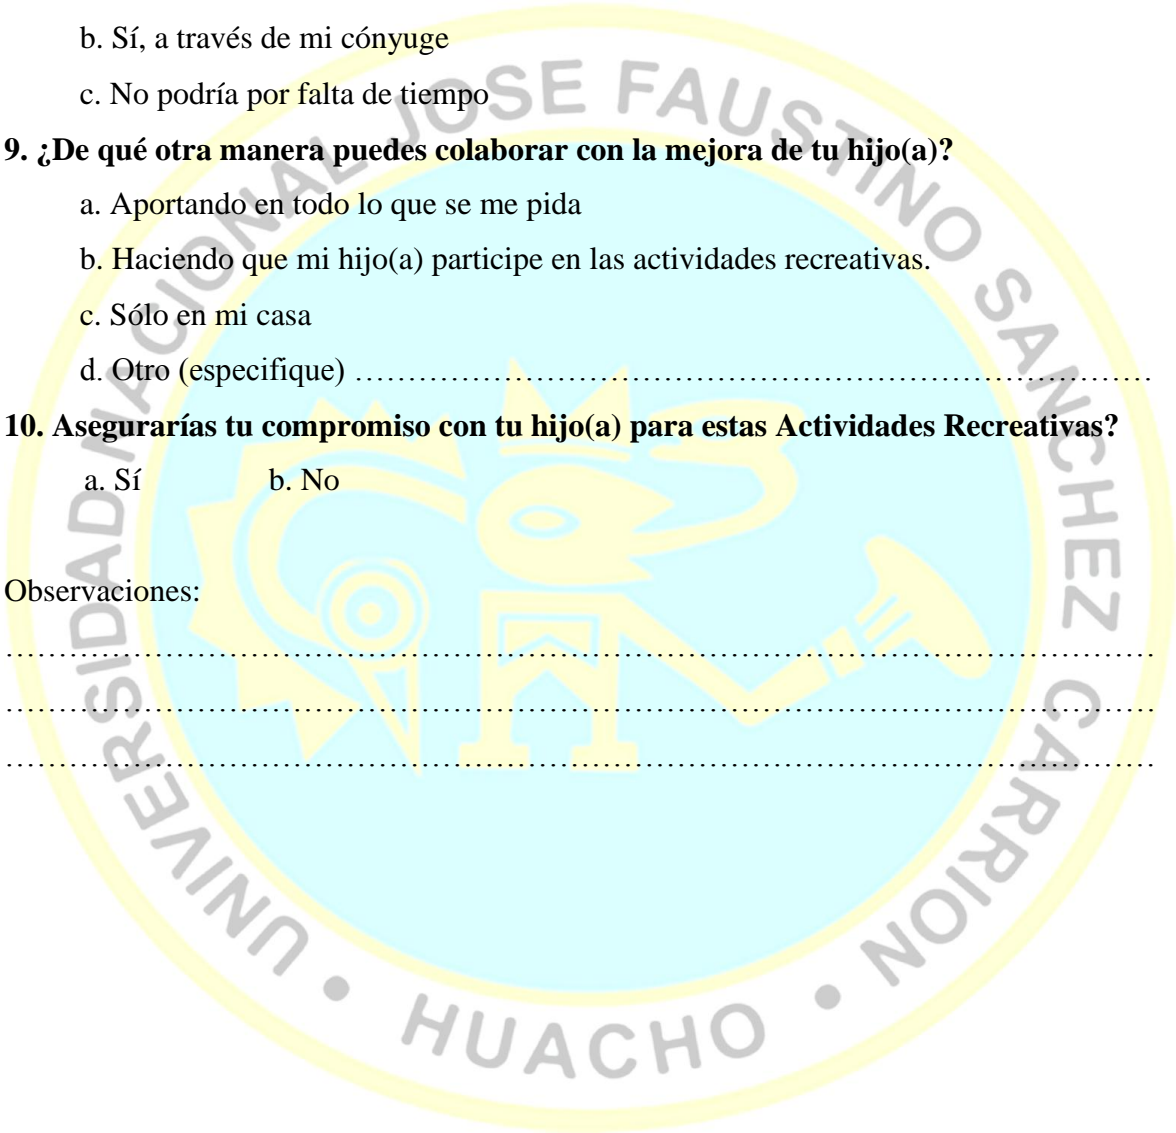 b. Sí, a través de mi cónyuge
c. No podría por falta de tiempo
9. ¿De qué otra manera puedes colaborar con la mejora de tu hijo(a)?
a. Aportando en todo lo que se me pida
b. Haciendo que mi hijo(a) participe en las actividades recreativas.
c. Sólo en mi casa
d. Otro (especifique) ……………………………………………………………………
10. Asegurarías tu compromiso con tu hijo(a) para estas Actividades Recreativas?
a. Sí b. No
Observaciones:
…………………………………………………………………………………………………
…………………………………………………………………………………………………
…………………………………………………………………………………………………
UNIVERSIDAD NACIONAL JOSE FAUSTINO SANCHEZ CARRION
• HUACHO •